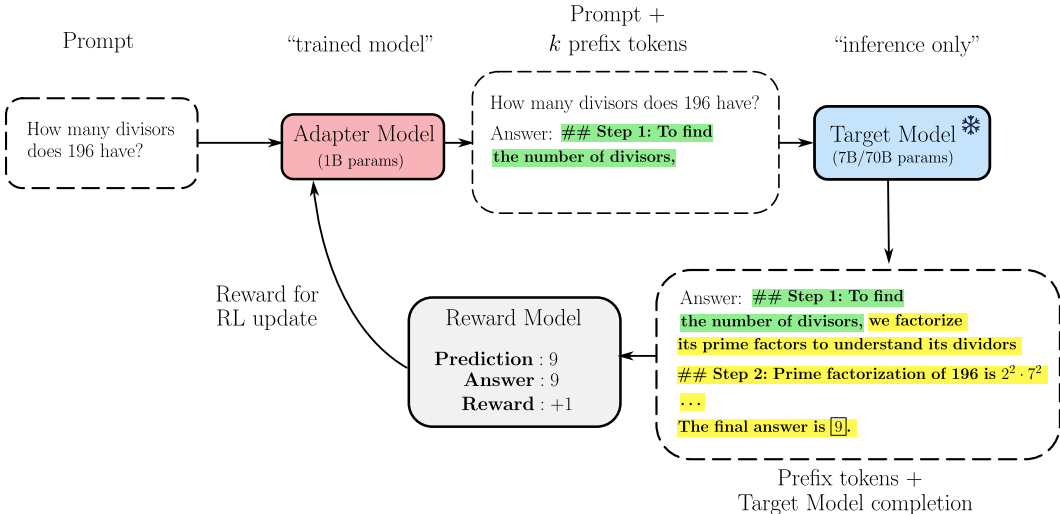 Prompt
“trained model”
Prompt +
k prefix tokens
“inference only”
How many divisors
does 196 have?
Adapter Model
(1B params)
How many divisors does 196 have?
Answer: ## Step 1: To find
the number of divisors,
Target Model
(7B/70B params)
Reward for
RL update
Reward Model
Prediction : 9
Answer : 9
Reward : +1
Answer: ## Step 1: To find
the number of divisors, we factorize
its prime factors to understand its dividors
## Step 2: Prime factorization of 196 is 2² · 7²
...
The final answer is 9.
Prefix tokens +
Target Model completion